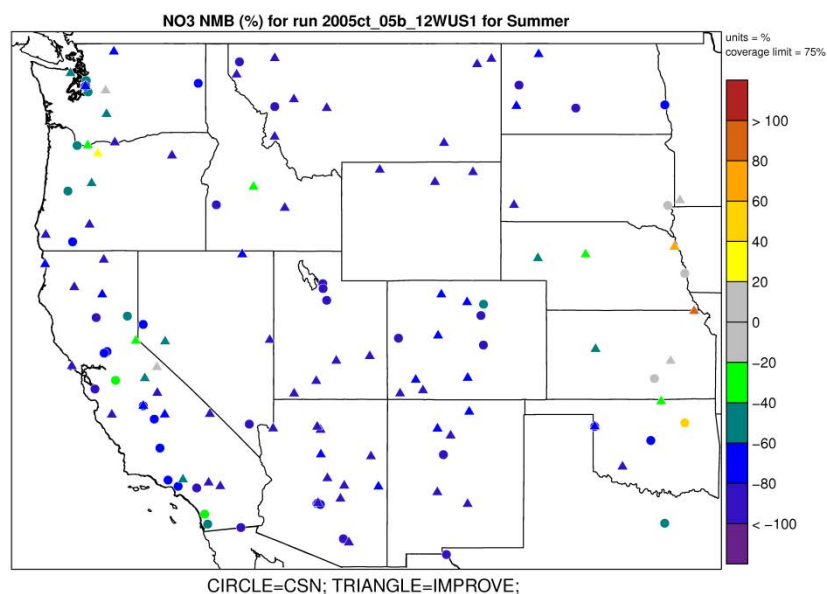 NO3 NMB (%) for run 2005ct_05b_12WUS1 for Summer
units = %
coverage limit = 75%
> 100
80
60
40
20
0
−20
−40
−60
−80
< −100
CIRCLE=CSN; TRIANGLE=IMPROVE;